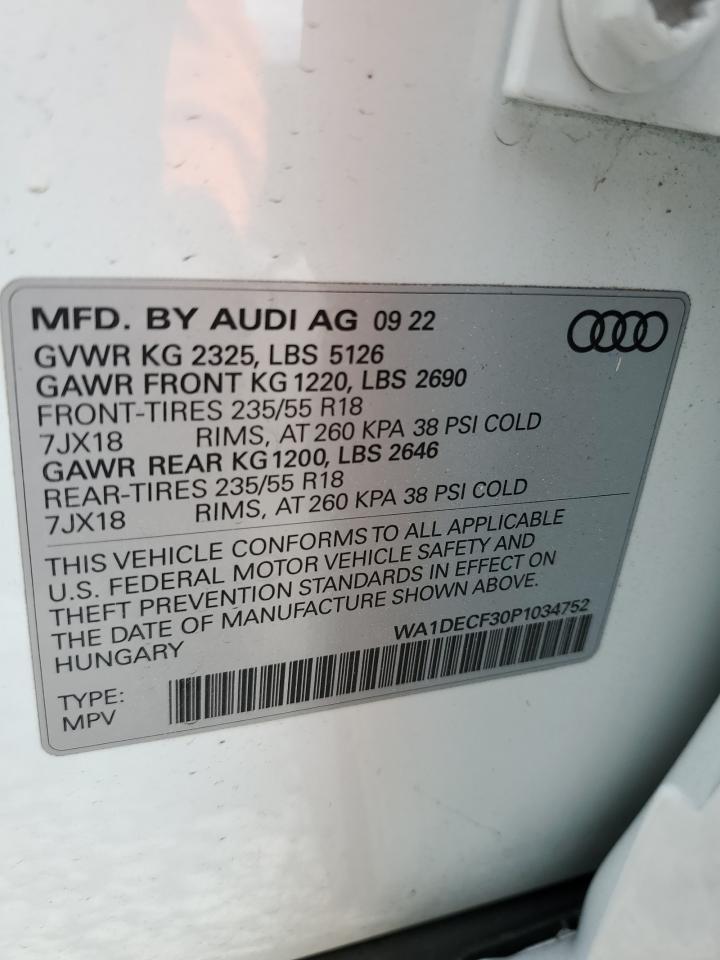 MFD. BY AUDI AG 09 22
GVWR KG 2325, LBS 5126
GAWR FRONT KG 1220, LBS 2690
FRONT-TIRES 235/55 R18
7JX18 RIMS, AT 260 KPA 38 PSI COLD
GAWR REAR KG 1200, LBS 2646
REAR-TIRES 235/55 R18
7JX18 RIMS, AT 260 KPA 38 PSI COLD
THIS VEHICLE CONFORMS TO ALL APPLICABLE
U.S. FEDERAL MOTOR VEHICLE SAFETY AND
THEFT PREVENTION STANDARDS IN EFFECT ON
THE DATE OF MANUFACTURE SHOWN ABOVE.
HUNGARY WA1DECF30P1034752
TYPE:
MPV